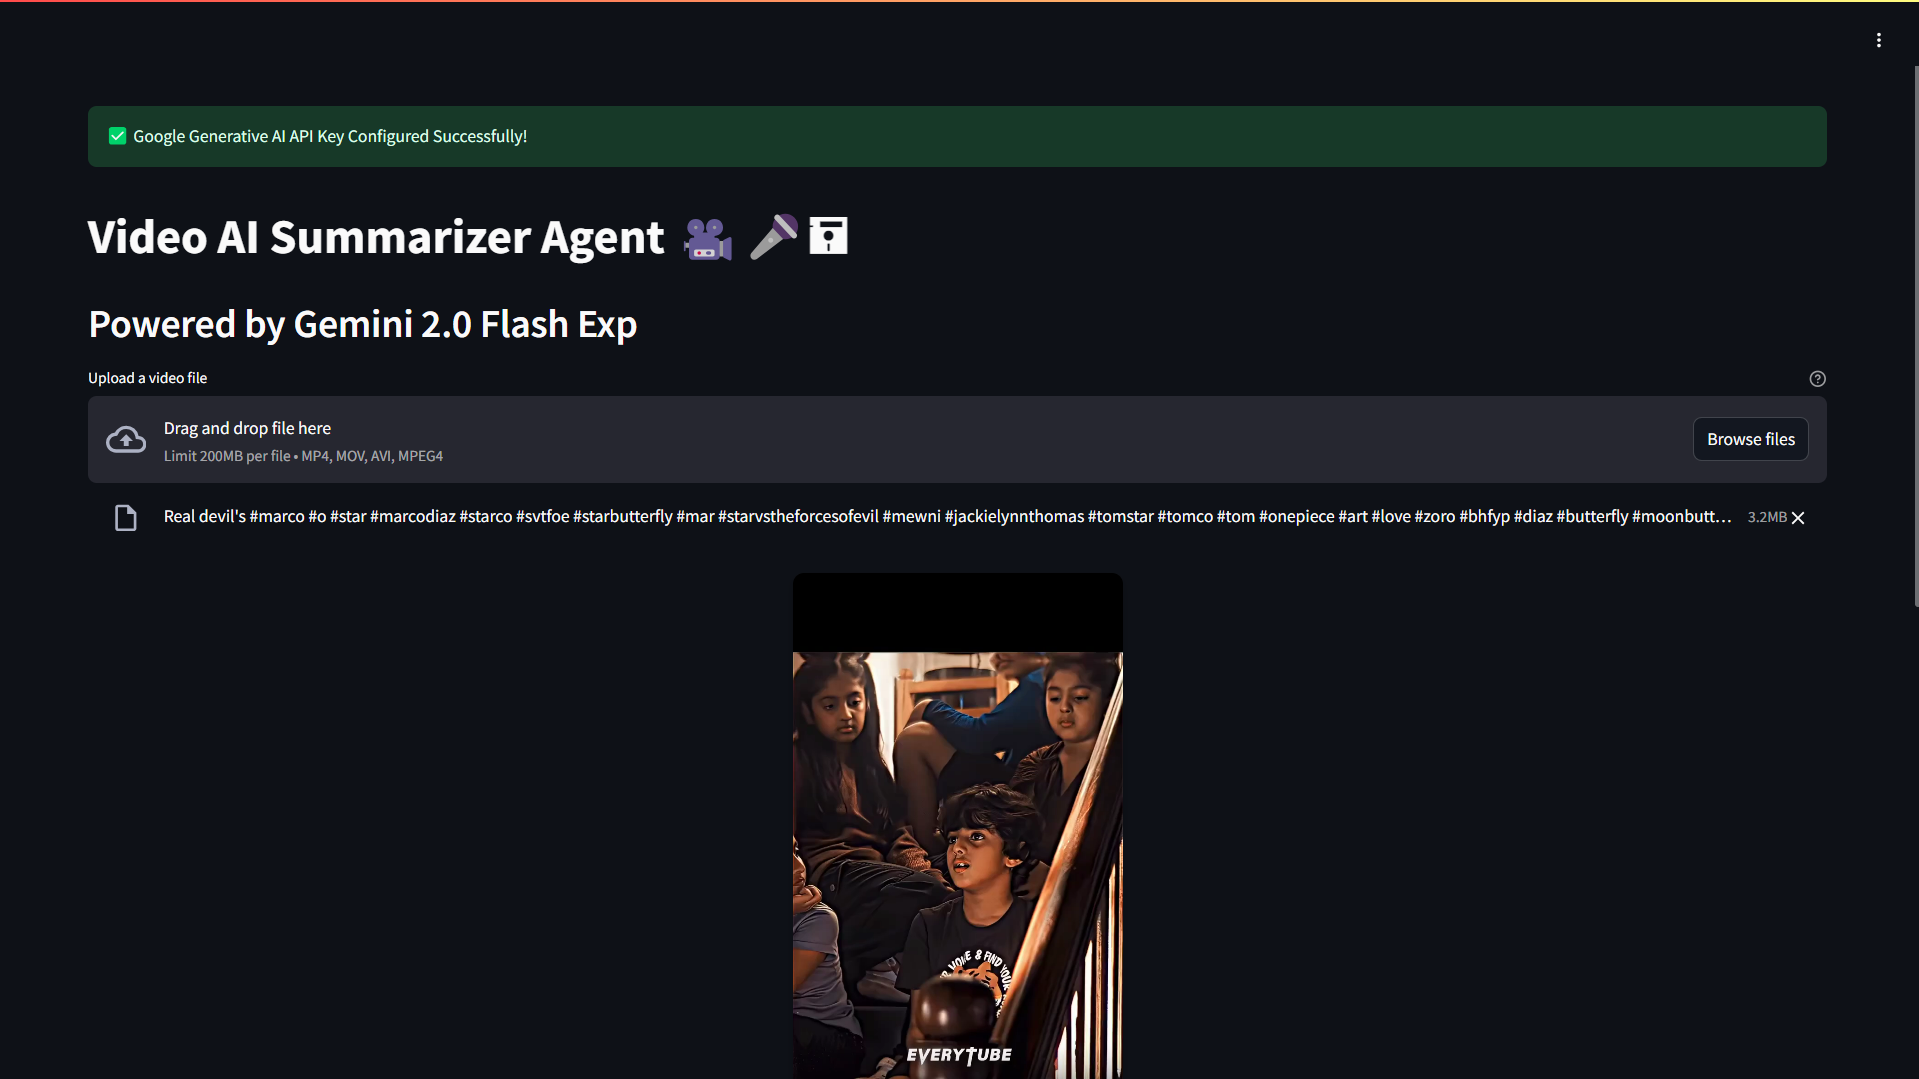 Google Generative AI API Key Configured Successfully!
Video AI Summarizer Agent
Powered by Gemini 2.0 Flash Exp
Upload a video file
Drag and drop file here
Limit 200MB per file • MP4, MOV, AVI, MPEG4
Browse files
Real devil's #marco #o #star #marcodiaz #starco #svtfoe #starbutterfly #mar #starvstheforcesofevil #mewni #jackielynnthomas #tomstar #tomco #tom #onepiece #art #love #zoro #bhfyp #diaz #butterfly #moonbutt… 3.2MB
MOVE & FIND YOUR
EVERYTUBE